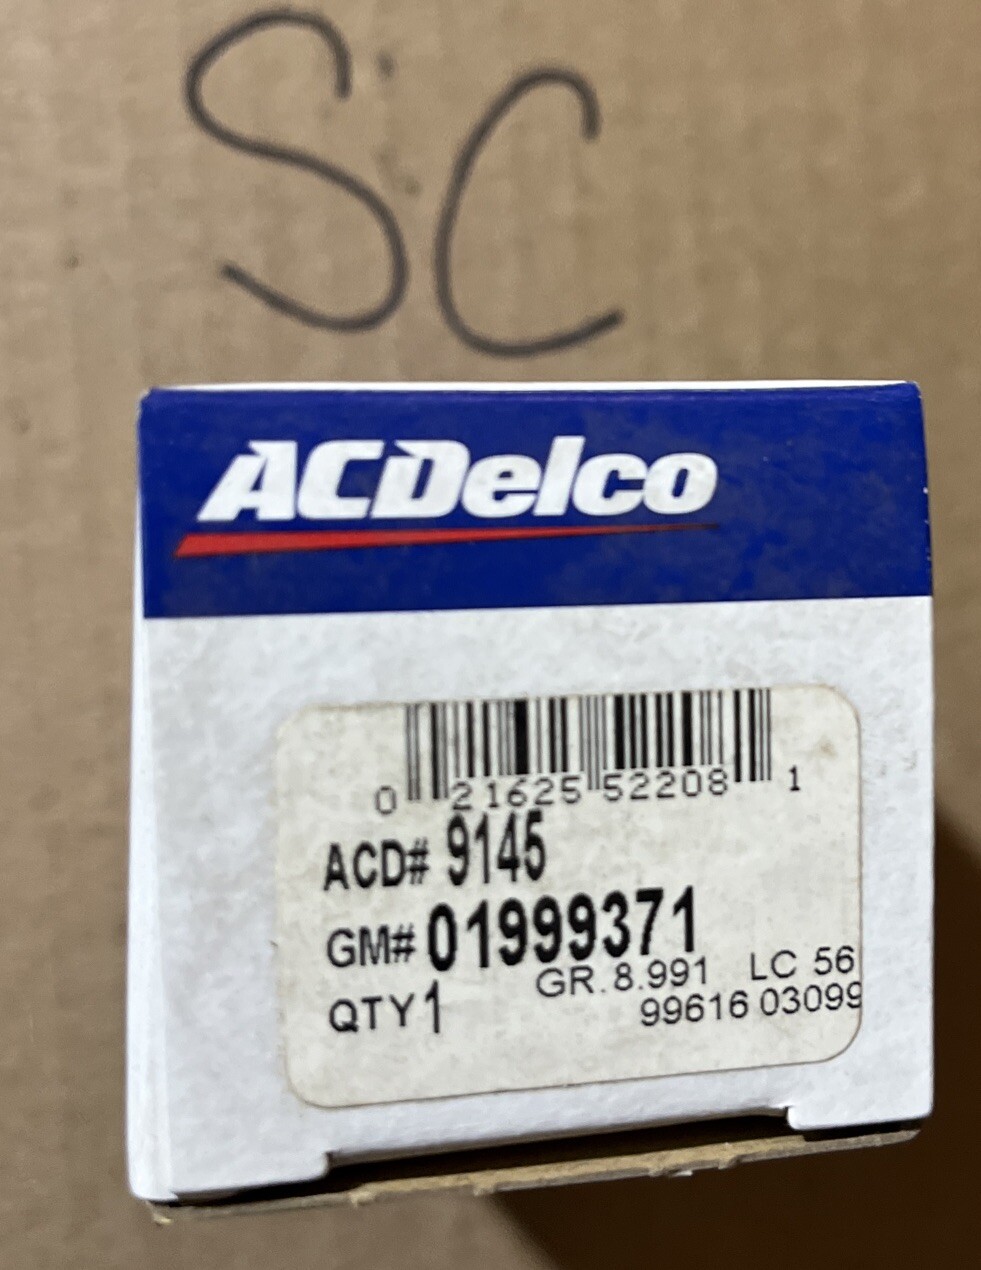 SC
ACDelco
0 21625 52208 1
ACD# 9145
GM# 01999371
GR. 8.991 LC 56
QTY 1 99616 03099